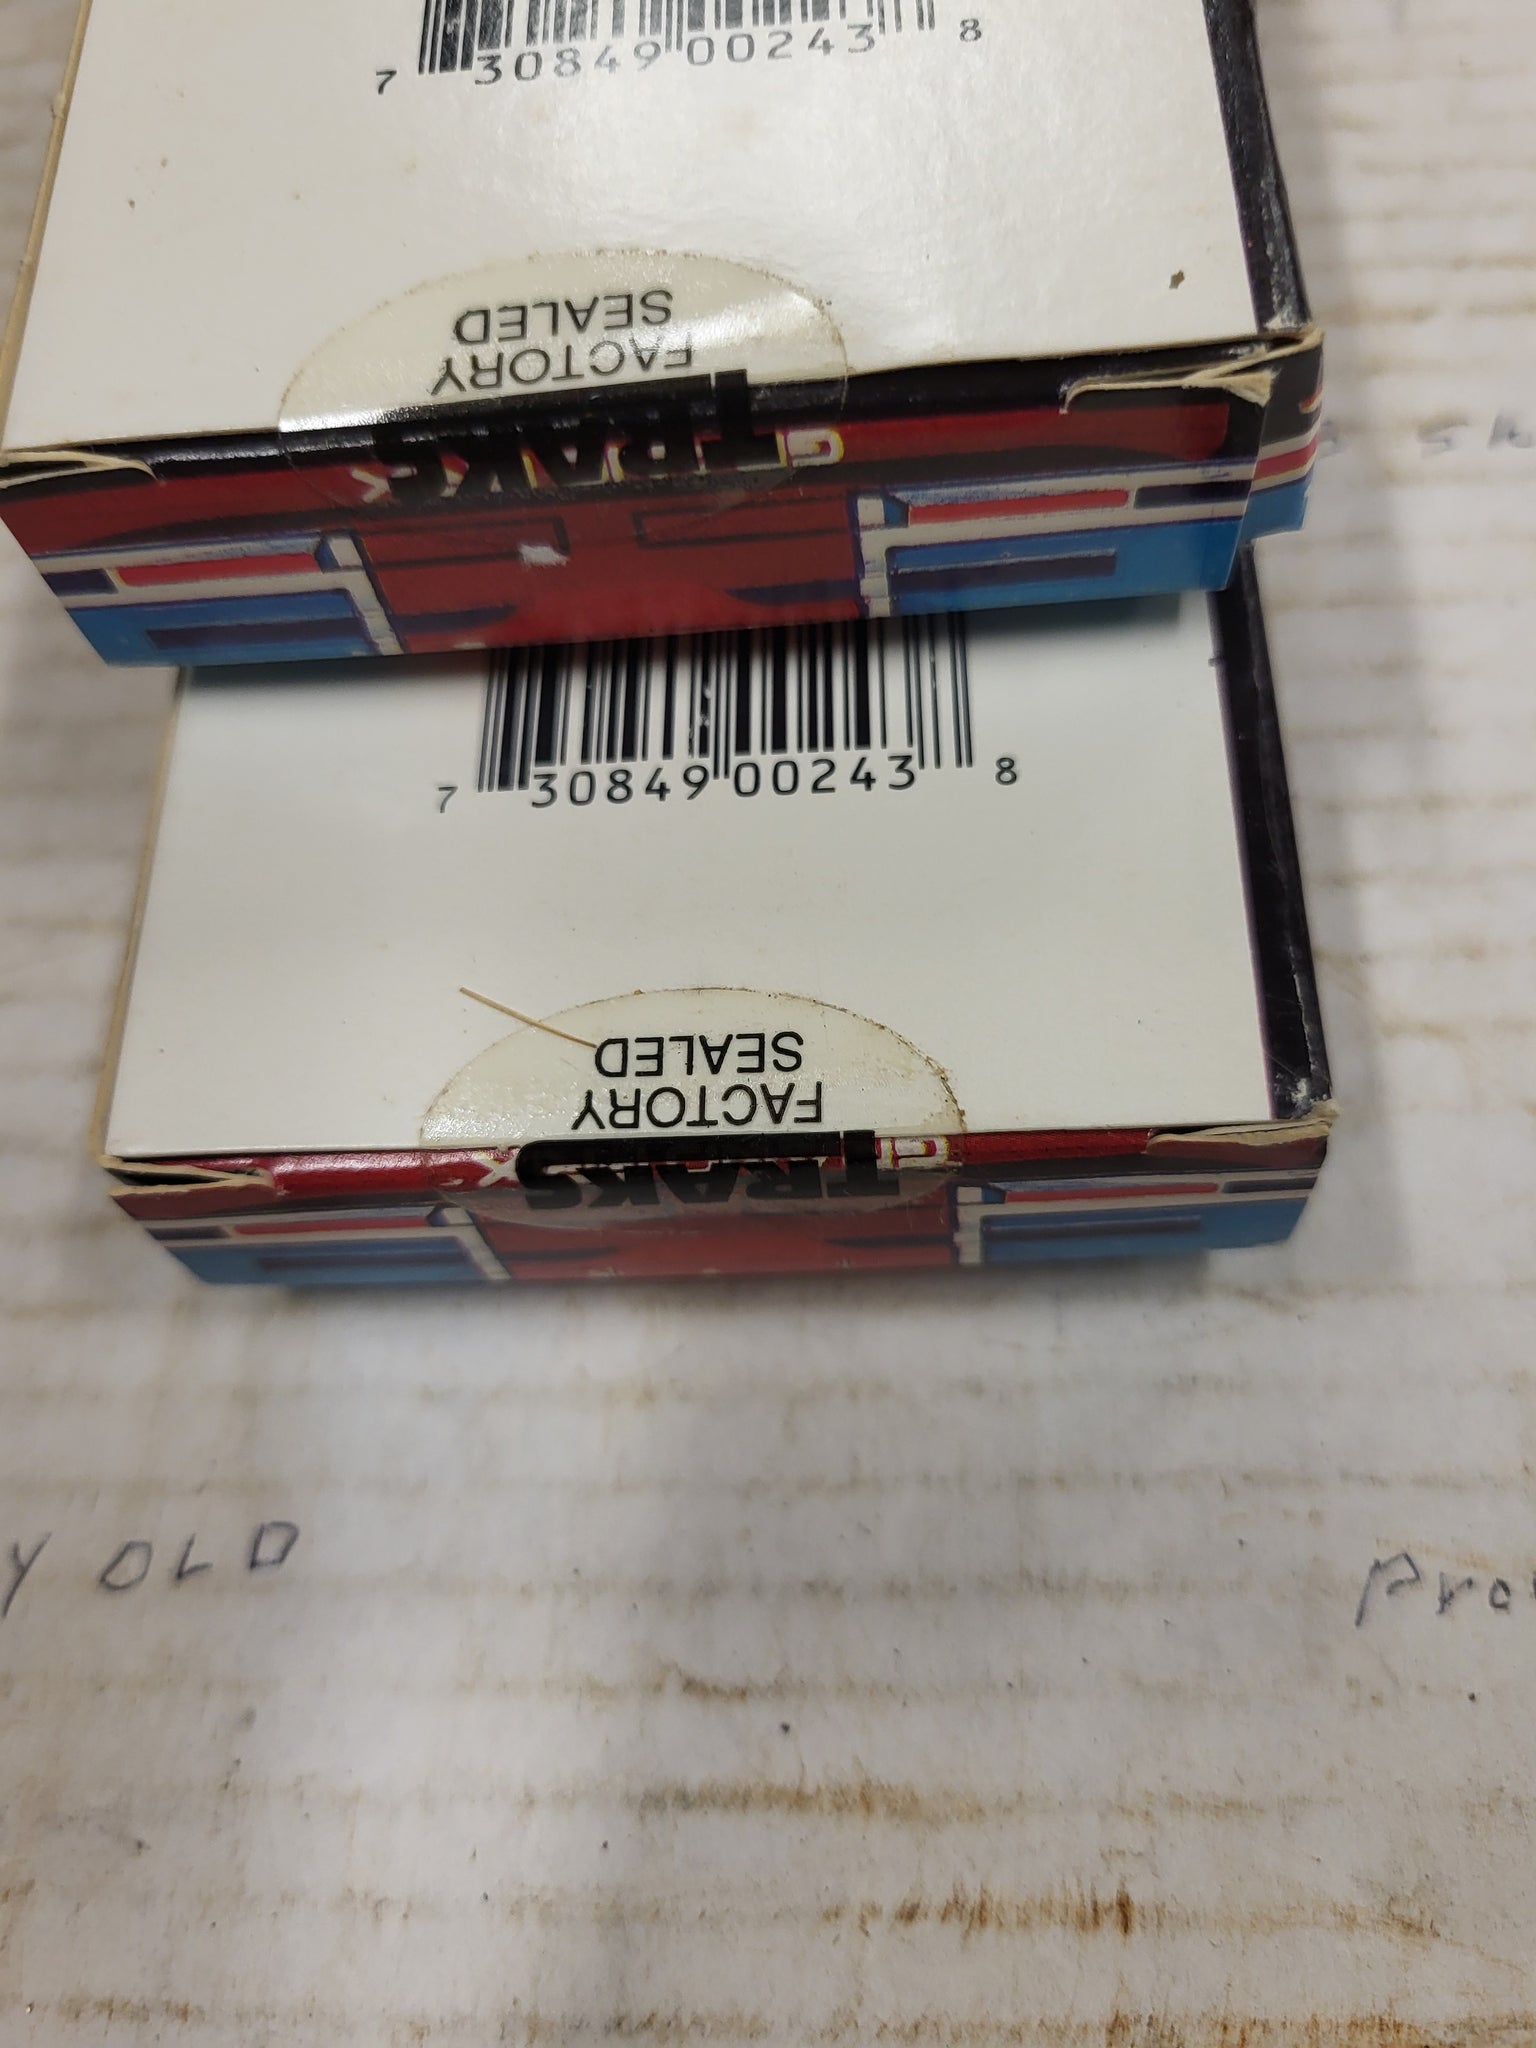 7 30849 00243 8
SEALED
FACTORY
TRAKS
7 30849 00243 8
SEALED
FACTORY
TRAKS
Y OLD